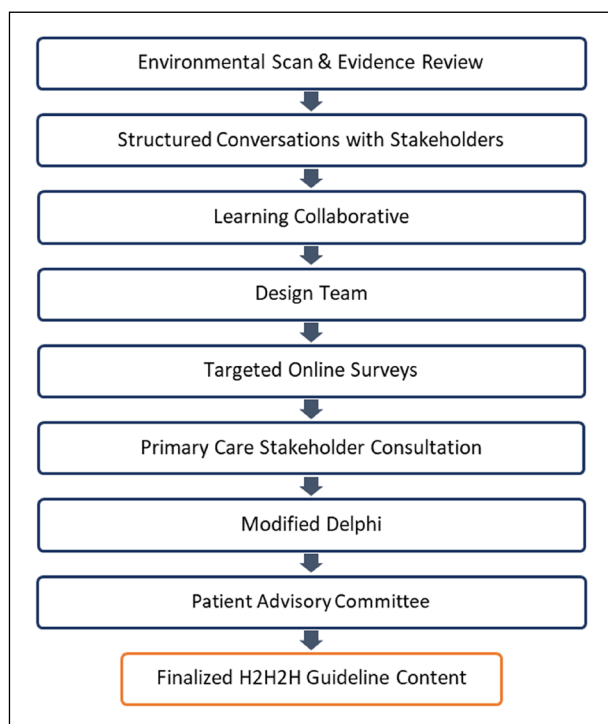 Environmental Scan & Evidence Review
Structured Conversations with Stakeholders
Learning Collaborative
Design Team
Targeted Online Surveys
Primary Care Stakeholder Consultation
Modified Delphi
Patient Advisory Committee
Finalized H2H2H Guideline Content